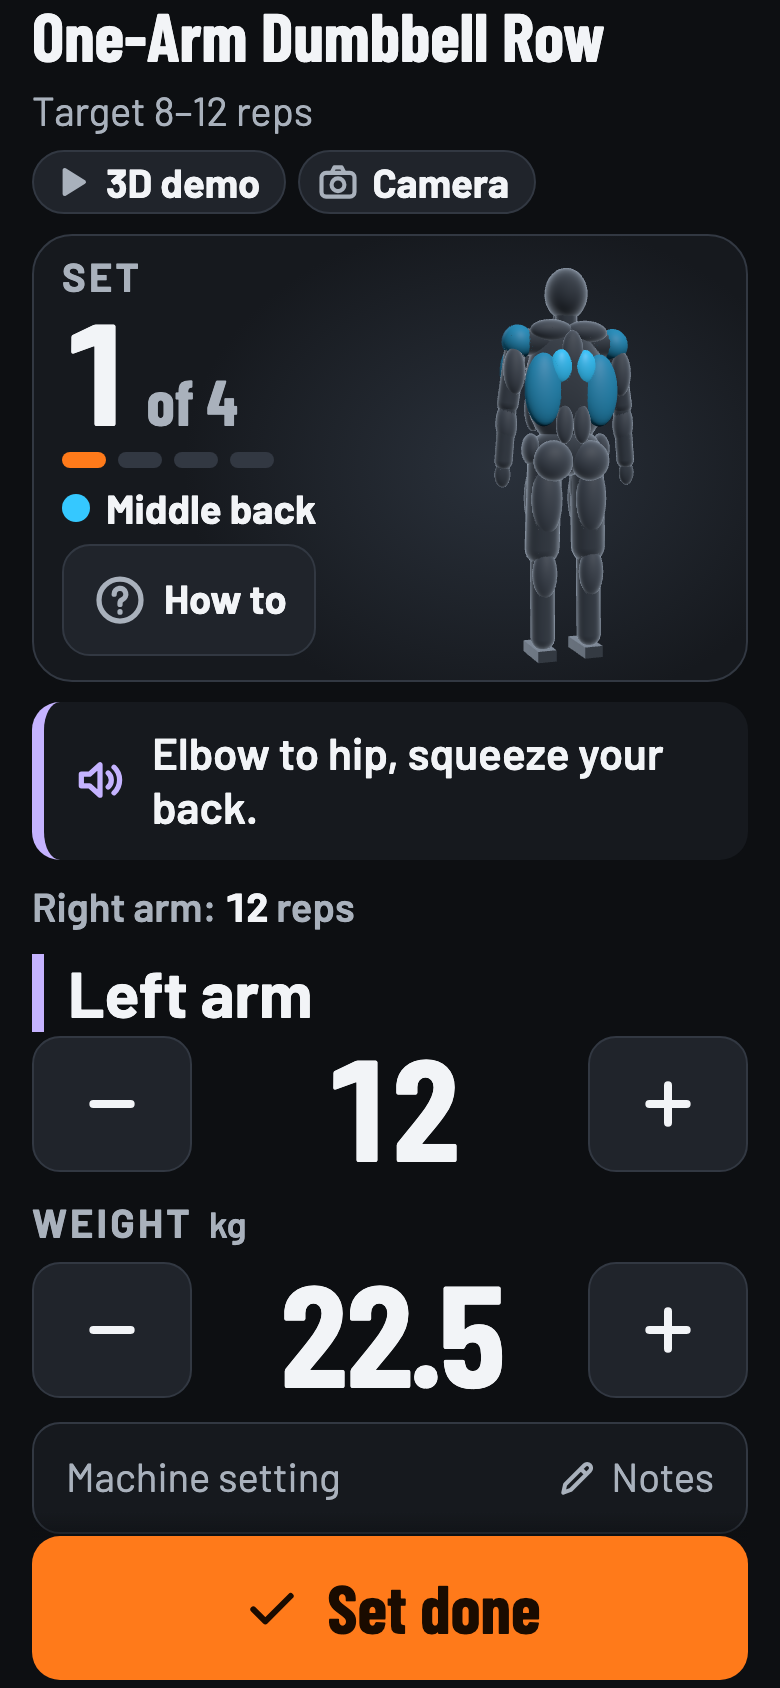 One-Arm Dumbbell Row
Target 8–12 reps
3D demo
Camera
SET
1 of 4
Middle back
How to
Elbow to hip, squeeze your
back.
Right arm: 12 reps
Left arm
12
WEIGHT kg
22.5
Machine setting
Notes
Set done